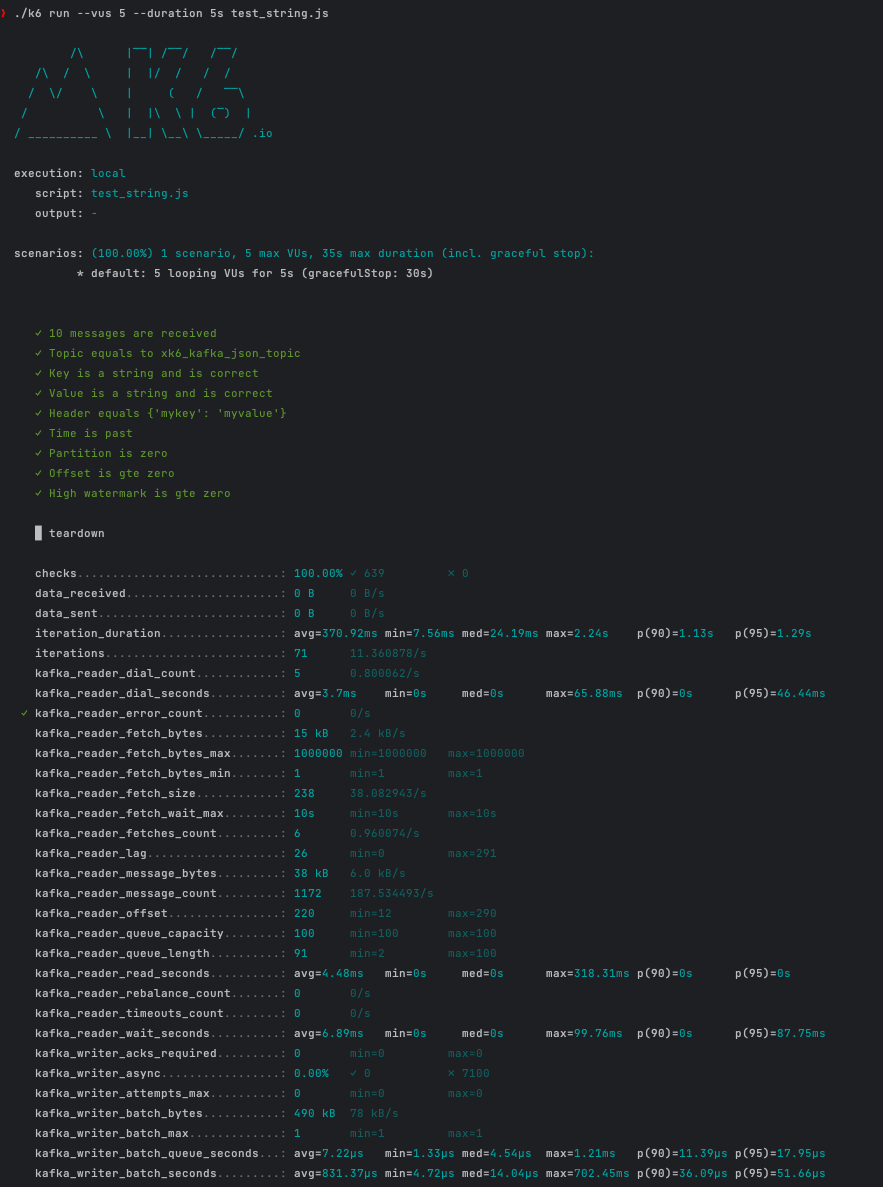 ❯ ./k6 run --vus 5 --duration 5s test_string.js
         /\      |‾‾| /‾‾/   /‾‾/
    /\  /  \     |  |/  /   /  /
   /  \/    \    |     (   /   ‾‾\
  /          \   |  |\  \ |  (‾)  |
 / __________ \  |__| \__\ \_____/ .io
execution: local
script: test_string.js
output: -
scenarios: (100.00%) 1 scenario, 5 max VUs, 35s max duration (incl. graceful stop):
* default: 5 looping VUs for 5s (gracefulStop: 30s)
✓ 10 messages are received
✓ Topic equals to xk6_kafka_json_topic
✓ Key is a string and is correct
✓ Value is a string and is correct
✓ Header equals {'mykey': 'myvalue'}
✓ Time is past
✓ Partition is zero
✓ Offset is gte zero
✓ High watermark is gte zero
█ teardown
checks.............................: 100.00% ✓ 639 ✗ 0
data_received......................: 0 B 0 B/s
data_sent..........................: 0 B 0 B/s
iteration_duration.................: avg=370.92ms min=7.56ms med=24.19ms max=2.24s p(90)=1.13s p(95)=1.29s
iterations.........................: 71 11.360878/s
kafka_reader_dial_count............: 5 0.800062/s
kafka_reader_dial_seconds..........: avg=3.7ms min=0s med=0s max=65.88ms p(90)=0s p(95)=46.44ms
✓ kafka_reader_error_count...........: 0 0/s
kafka_reader_fetch_bytes...........: 15 kB 2.4 kB/s
kafka_reader_fetch_bytes_max.......: 1000000 min=1000000 max=1000000
kafka_reader_fetch_bytes_min.......: 1 min=1 max=1
kafka_reader_fetch_size............: 238 38.082943/s
kafka_reader_fetch_wait_max........: 10s min=10s max=10s
kafka_reader_fetches_count.........: 6 0.960074/s
kafka_reader_lag...................: 26 min=0 max=291
kafka_reader_message_bytes.........: 38 kB 6.0 kB/s
kafka_reader_message_count.........: 1172 187.534493/s
kafka_reader_offset................: 220 min=12 max=290
kafka_reader_queue_capacity........: 100 min=100 max=100
kafka_reader_queue_length..........: 91 min=2 max=100
kafka_reader_read_seconds..........: avg=4.48ms min=0s med=0s max=318.31ms p(90)=0s p(95)=0s
kafka_reader_rebalance_count.......: 0 0/s
kafka_reader_timeouts_count........: 0 0/s
kafka_reader_wait_seconds..........: avg=6.89ms min=0s med=0s max=99.76ms p(90)=0s p(95)=87.75ms
kafka_writer_acks_required.........: 0 min=0 max=0
kafka_writer_async.................: 0.00% ✓ 0 ✗ 7100
kafka_writer_attempts_max..........: 0 min=0 max=0
kafka_writer_batch_bytes...........: 490 kB 78 kB/s
kafka_writer_batch_max.............: 1 min=1 max=1
kafka_writer_batch_queue_seconds...: avg=7.22µs min=1.33µs med=4.54µs max=1.21ms p(90)=11.39µs p(95)=17.95µs
kafka_writer_batch_seconds.........: avg=831.37µs min=4.72µs med=14.04µs max=702.45ms p(90)=36.09µs p(95)=51.66µs